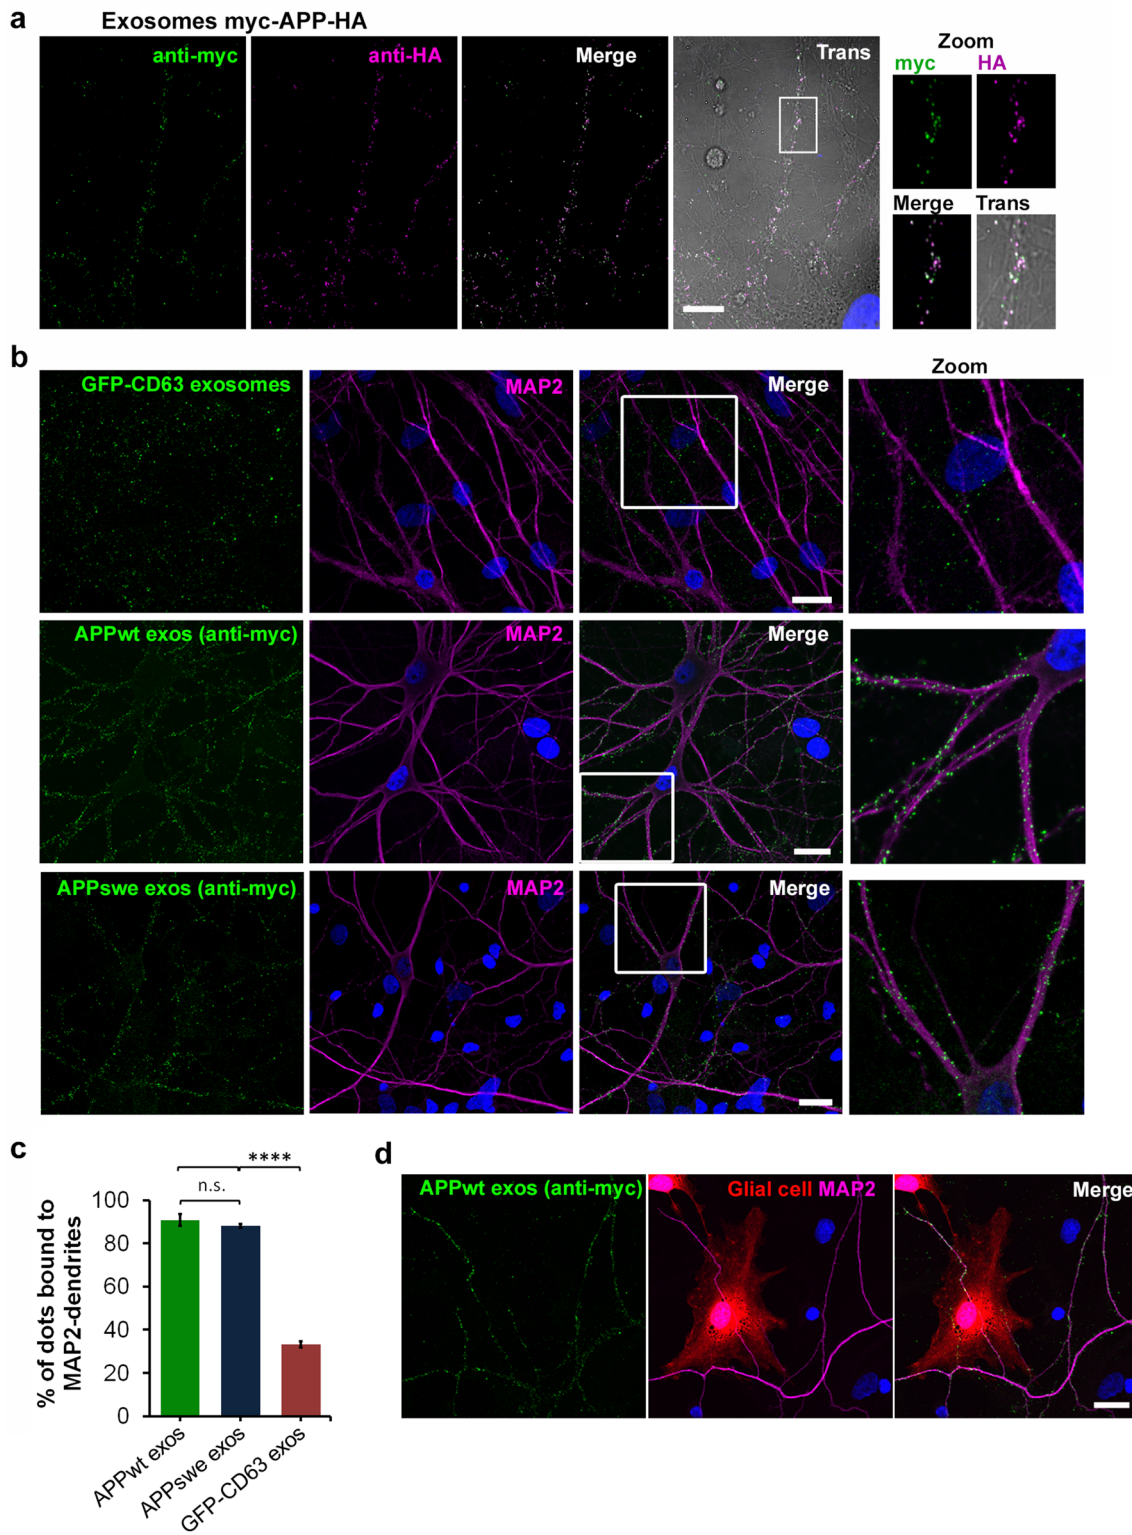 a
Exosomes myc-APP-HA
anti-myc
anti-HA
Merge
Trans
Zoom
myc HA
Merge Trans
b
GFP-CD63 exosomes
MAP2
Merge
Zoom
APPwt exos (anti-myc)
MAP2
Merge
APPswe exos (anti-myc)
MAP2
Merge
c
****
n.s.
100
80
60
40
20
0
% of dots bound to
MAP2-dendrites
APPwt exos
APPswe exos
GFP-CD63 exos
d
APPwt exos (anti-myc)
Glial cell MAP2
Merge